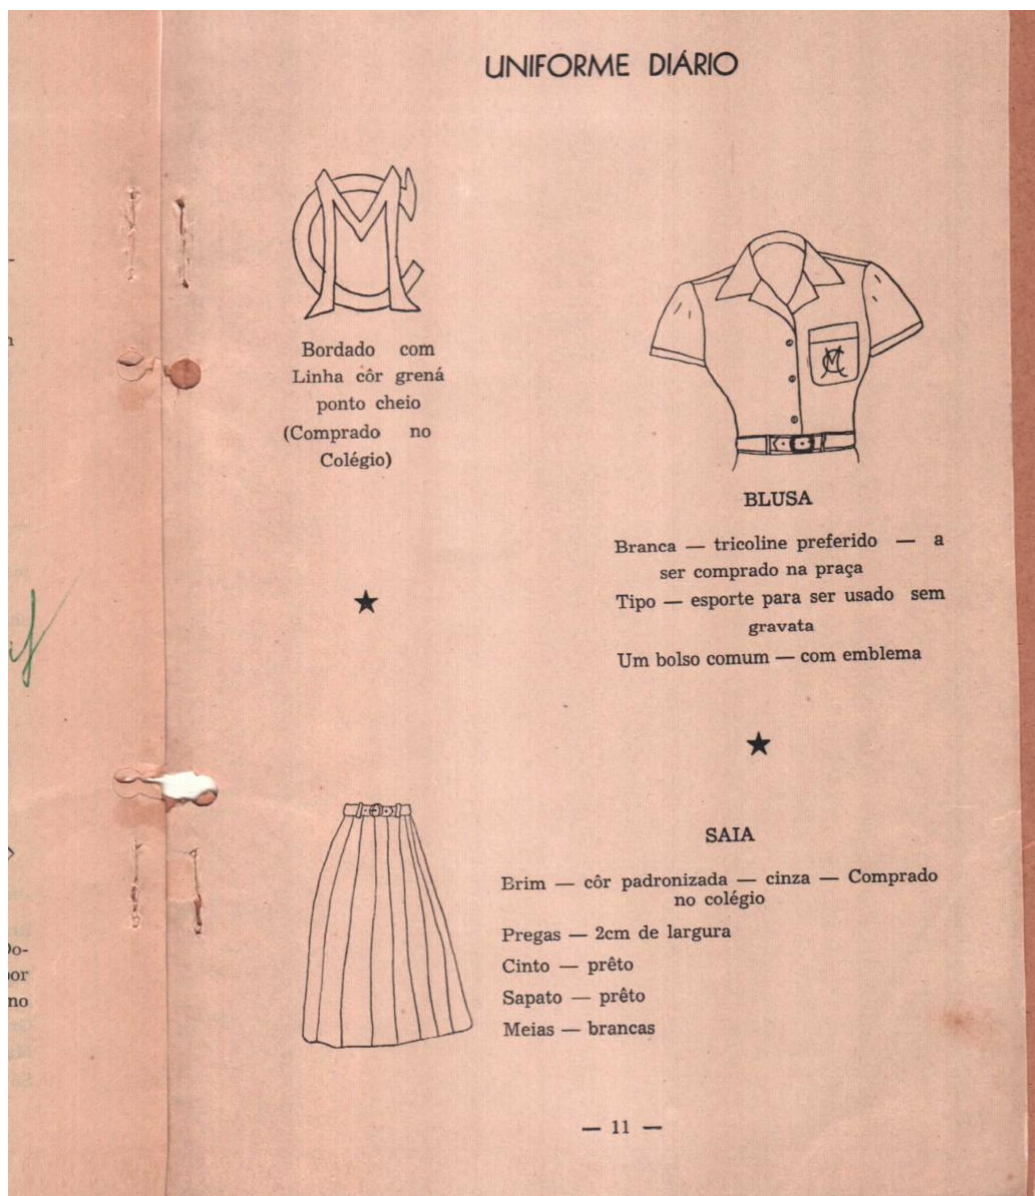 UNIFORME DIÁRIO
Bordado com
Linha côr grená
ponto cheio
(Comprado no
Colégio)
BLUSA
Branca — tricoline preferido — a
ser comprado na praça
Tipo — esporte para ser usado sem
gravata
Um bolso comum — com emblema
SAIA
Brim — côr padronizada — cinza — Comprado
no colégio
Pregas — 2cm de largura
Cinto — prêto
Sapato — prêto
Meias — brancas
no
— 11 —